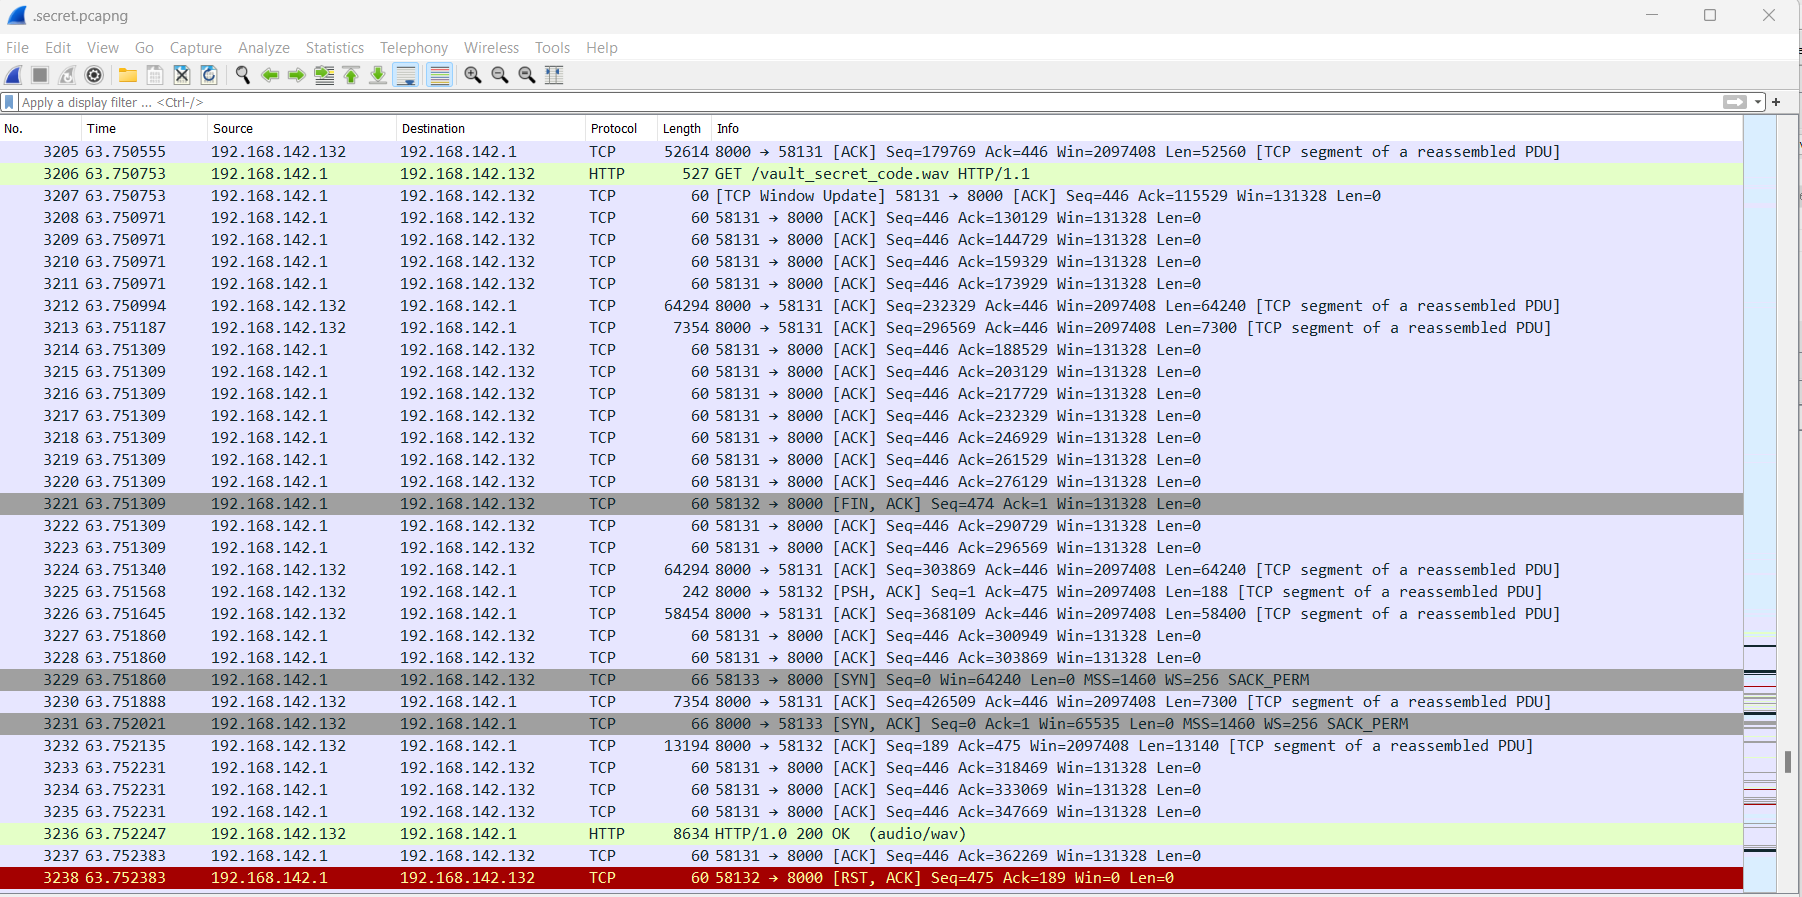 .secret.pcapng
File Edit View Go Capture Analyze Statistics Telephony Wireless Tools Help
Apply a display filter ... <Ctrl-/>
No. Time Source Destination Protocol Length Info
3205 63.750555 192.168.142.132 192.168.142.1 TCP 52614 8000 → 58131 [ACK] Seq=179769 Ack=446 Win=2097408 Len=52560 [TCP segment of a reassembled PDU]
3206 63.750753 192.168.142.1 192.168.142.132 HTTP 527 GET /vault_secret_code.wav HTTP/1.1
3207 63.750753 192.168.142.1 192.168.142.132 TCP 60 [TCP Window Update] 58131 → 8000 [ACK] Seq=446 Ack=115529 Win=131328 Len=0
3208 63.750971 192.168.142.1 192.168.142.132 TCP 60 58131 → 8000 [ACK] Seq=446 Ack=130129 Win=131328 Len=0
3209 63.750971 192.168.142.1 192.168.142.132 TCP 60 58131 → 8000 [ACK] Seq=446 Ack=144729 Win=131328 Len=0
3210 63.750971 192.168.142.1 192.168.142.132 TCP 60 58131 → 8000 [ACK] Seq=446 Ack=159329 Win=131328 Len=0
3211 63.750971 192.168.142.1 192.168.142.132 TCP 60 58131 → 8000 [ACK] Seq=446 Ack=173929 Win=131328 Len=0
3212 63.750994 192.168.142.132 192.168.142.1 TCP 64294 8000 → 58131 [ACK] Seq=232329 Ack=446 Win=2097408 Len=64240 [TCP segment of a reassembled PDU]
3213 63.751187 192.168.142.132 192.168.142.1 TCP 7354 8000 → 58131 [ACK] Seq=296569 Ack=446 Win=2097408 Len=7300 [TCP segment of a reassembled PDU]
3214 63.751309 192.168.142.1 192.168.142.132 TCP 60 58131 → 8000 [ACK] Seq=446 Ack=188529 Win=131328 Len=0
3215 63.751309 192.168.142.1 192.168.142.132 TCP 60 58131 → 8000 [ACK] Seq=446 Ack=203129 Win=131328 Len=0
3216 63.751309 192.168.142.1 192.168.142.132 TCP 60 58131 → 8000 [ACK] Seq=446 Ack=217729 Win=131328 Len=0
3217 63.751309 192.168.142.1 192.168.142.132 TCP 60 58131 → 8000 [ACK] Seq=446 Ack=232329 Win=131328 Len=0
3218 63.751309 192.168.142.1 192.168.142.132 TCP 60 58131 → 8000 [ACK] Seq=446 Ack=246929 Win=131328 Len=0
3219 63.751309 192.168.142.1 192.168.142.132 TCP 60 58131 → 8000 [ACK] Seq=446 Ack=261529 Win=131328 Len=0
3220 63.751309 192.168.142.1 192.168.142.132 TCP 60 58131 → 8000 [ACK] Seq=446 Ack=276129 Win=131328 Len=0
3221 63.751309 192.168.142.1 192.168.142.132 TCP 60 58132 → 8000 [FIN, ACK] Seq=474 Ack=1 Win=131328 Len=0
3222 63.751309 192.168.142.1 192.168.142.132 TCP 60 58131 → 8000 [ACK] Seq=446 Ack=290729 Win=131328 Len=0
3223 63.751309 192.168.142.1 192.168.142.132 TCP 60 58131 → 8000 [ACK] Seq=446 Ack=296569 Win=131328 Len=0
3224 63.751340 192.168.142.132 192.168.142.1 TCP 64294 8000 → 58131 [ACK] Seq=303869 Ack=446 Win=2097408 Len=64240 [TCP segment of a reassembled PDU]
3225 63.751568 192.168.142.132 192.168.142.1 TCP 242 8000 → 58132 [PSH, ACK] Seq=1 Ack=475 Win=2097408 Len=188 [TCP segment of a reassembled PDU]
3226 63.751645 192.168.142.132 192.168.142.1 TCP 58454 8000 → 58131 [ACK] Seq=368109 Ack=446 Win=2097408 Len=58400 [TCP segment of a reassembled PDU]
3227 63.751860 192.168.142.1 192.168.142.132 TCP 60 58131 → 8000 [ACK] Seq=446 Ack=300949 Win=131328 Len=0
3228 63.751860 192.168.142.1 192.168.142.132 TCP 60 58131 → 8000 [ACK] Seq=446 Ack=303869 Win=131328 Len=0
3229 63.751860 192.168.142.1 192.168.142.132 TCP 66 58133 → 8000 [SYN] Seq=0 Win=64240 Len=0 MSS=1460 WS=256 SACK_PERM
3230 63.751888 192.168.142.132 192.168.142.1 TCP 7354 8000 → 58131 [ACK] Seq=426509 Ack=446 Win=2097408 Len=7300 [TCP segment of a reassembled PDU]
3231 63.752021 192.168.142.132 192.168.142.1 TCP 66 8000 → 58133 [SYN, ACK] Seq=0 Ack=1 Win=65535 Len=0 MSS=1460 WS=256 SACK_PERM
3232 63.752135 192.168.142.132 192.168.142.1 TCP 13194 8000 → 58132 [ACK] Seq=189 Ack=475 Win=2097408 Len=13140 [TCP segment of a reassembled PDU]
3233 63.752231 192.168.142.1 192.168.142.132 TCP 60 58131 → 8000 [ACK] Seq=446 Ack=318469 Win=131328 Len=0
3234 63.752231 192.168.142.1 192.168.142.132 TCP 60 58131 → 8000 [ACK] Seq=446 Ack=333069 Win=131328 Len=0
3235 63.752231 192.168.142.1 192.168.142.132 TCP 60 58131 → 8000 [ACK] Seq=446 Ack=347669 Win=131328 Len=0
3236 63.752247 192.168.142.132 192.168.142.1 HTTP 8634 HTTP/1.0 200 OK (audio/wav)
3237 63.752383 192.168.142.1 192.168.142.132 TCP 60 58131 → 8000 [ACK] Seq=446 Ack=362269 Win=131328 Len=0
3238 63.752383 192.168.142.1 192.168.142.132 TCP 60 58132 → 8000 [RST, ACK] Seq=475 Ack=189 Win=0 Len=0